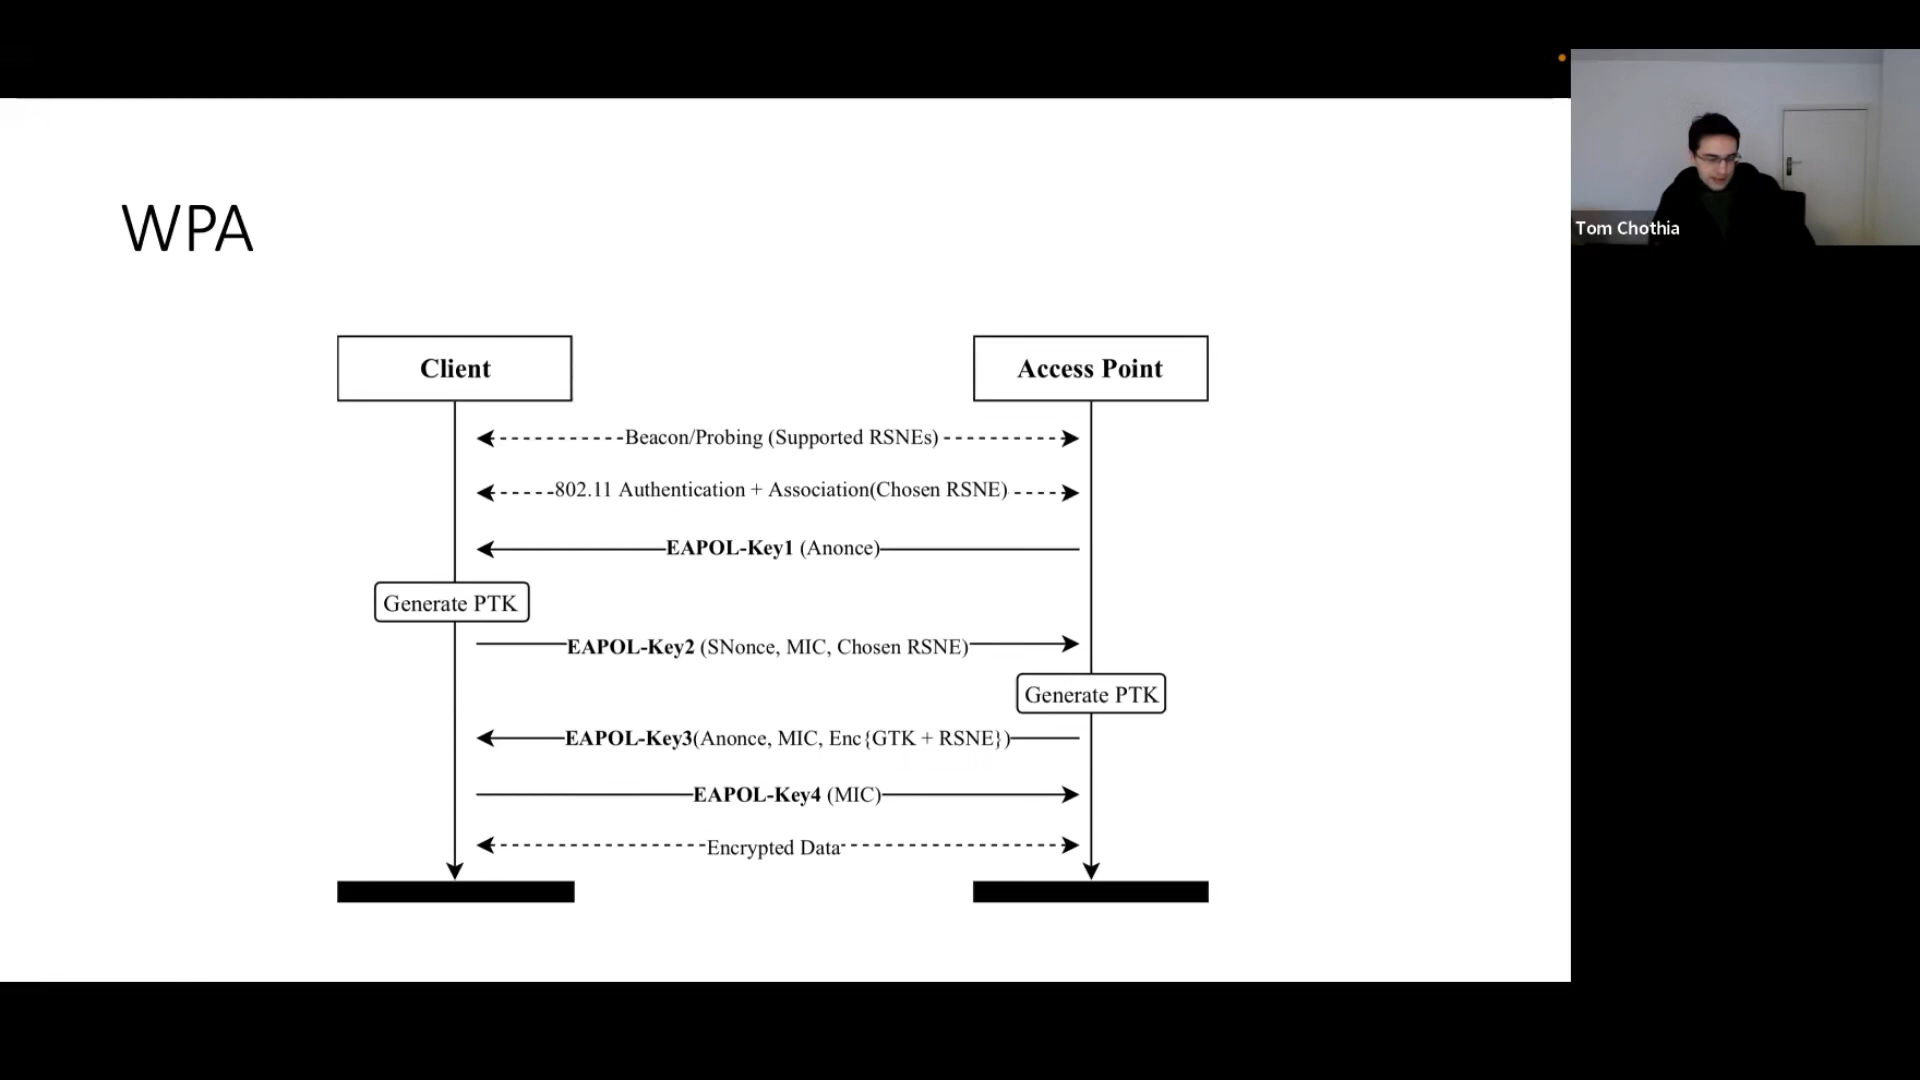 WPA
Tom Chothia
Client
Access Point
Beacon/Probing (Supported RSNEs)
802.11 Authentication + Association(Chosen RSNE)
EAPOL-Key1 (Anonce)
Generate PTK
EAPOL-Key2 (SNonce, MIC, Chosen RSNE)
Generate PTK
EAPOL-Key3(Anonce, MIC, Enc{GTK + RSNE})
EAPOL-Key4 (MIC)
Encrypted Data